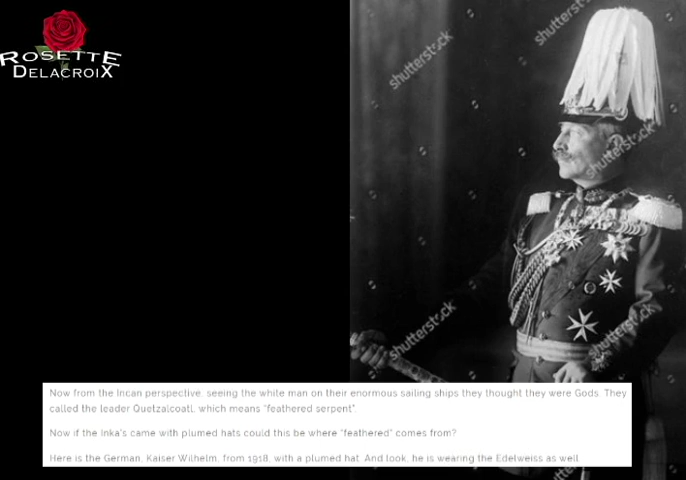 ROSETTE
DELACROIX
shutterstock
shutterstock
shutterstock
shutterstock
shutterstock
shutterstock
Now from the Incan perspective, seeing the white man on their enormous sailing ships they thought they were Gods. They
called the leader Quetzalcoatl, which means "feathered serpent".
Now if the Inka's came with plumed hats could this be where "feathered" comes from?
Here is the German, Kaiser Wilhelm, from 1918, with a plumed hat. And look, he is wearing the Edelweiss as well.